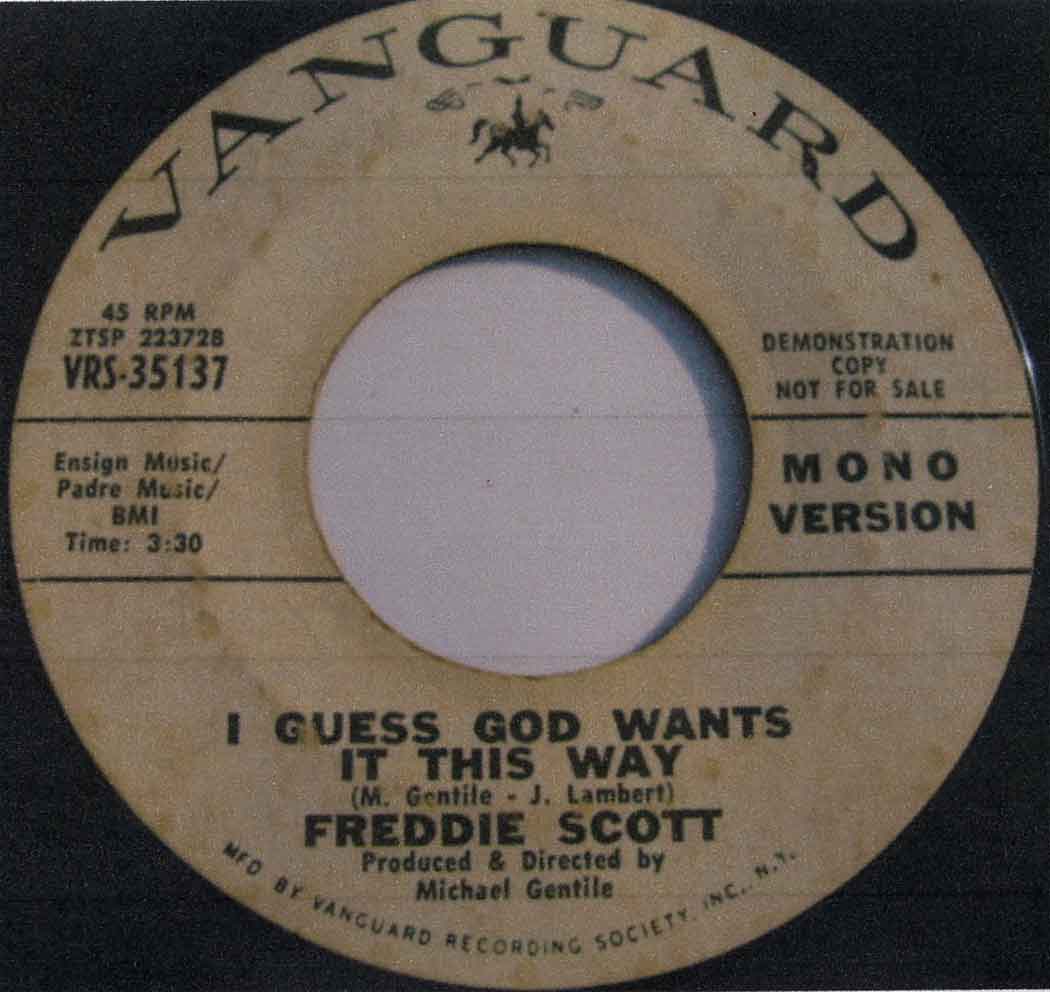 VANGUARD
45 RPM
ZTSP 223728
VRS-35137
DEMONSTRATION
COPY
NOT FOR SALE
Ensign Music/
Padre Music/
BMI
Time: 3:30
MONO
VERSION
I GUESS GOD WANTS
IT THIS WAY
(M. Gentile - J. Lambert)
FREDDIE SCOTT
Produced & Directed by
Michael Gentile
MFD BY VANGUARD RECORDING SOCIETY, INC., N.Y.